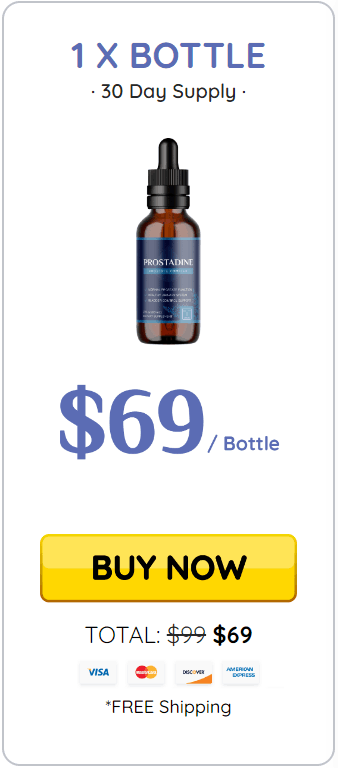 1 X BOTTLE
· 30 Day Supply ·
PROSTADINE
$69 / Bottle
BUY NOW
TOTAL: $99 $69
VISA MasterCard DISCOVER AMERICAN EXPRESS
*FREE Shipping